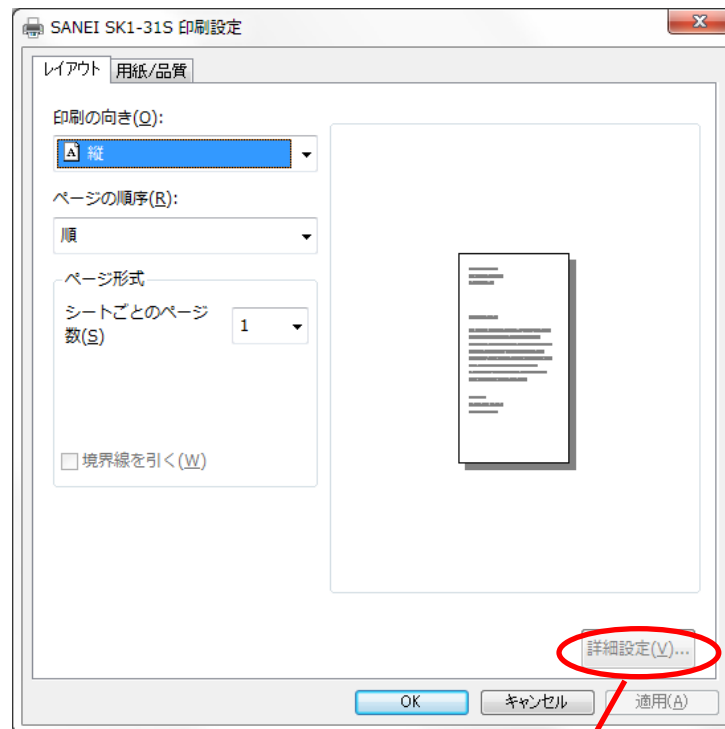 SANEI SK1-31S 印刷設定
レイアウト 用紙/品質
印刷の向き(O):
縦
ページの順序(R):
順
ページ形式
シートごとのページ
数(S)
1
境界線を引く(W)
詳細設定(V)...
OK キャンセル 適用(A)